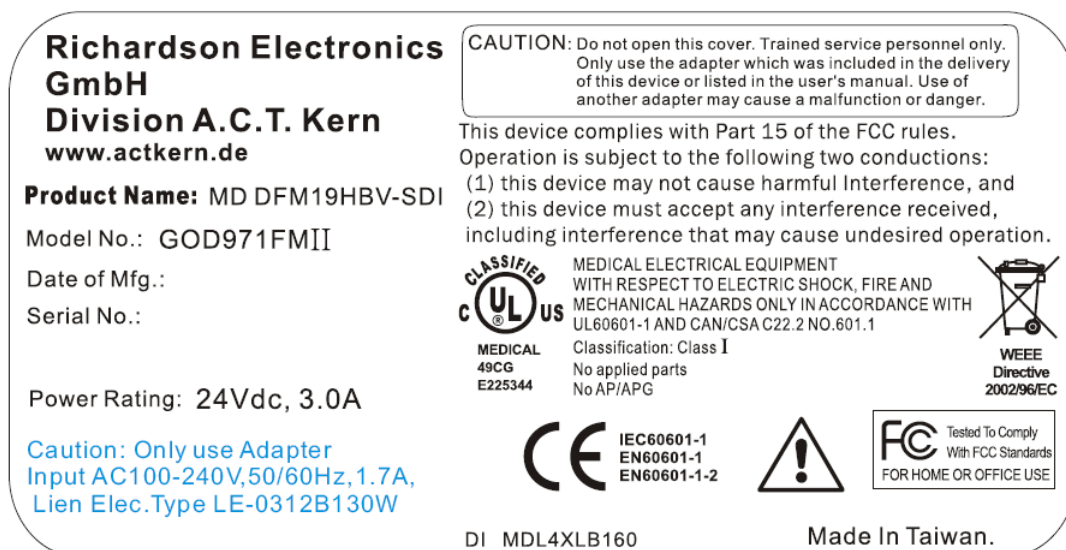 Richardson Electronics
GmbH
Division A.C.T. Kern
www.actkern.de
Product Name: MD DFM19HBV-SDI
Model No.: GOD971FMII
Date of Mfg.:
Serial No.:
Power Rating: 24Vdc, 3.0A
Caution: Only use Adapter
Input AC100-240V,50/60Hz,1.7A,
Lien Elec.Type LE-0312B130W
CAUTION: Do not open this cover. Trained service personnel only.
Only use the adapter which was included in the delivery
of this device or listed in the user's manual. Use of
another adapter may cause a malfunction or danger.
This device complies with Part 15 of the FCC rules.
Operation is subject to the following two conductions:
(1) this device may not cause harmful Interference, and
(2) this device must accept any interference received,
including interference that may cause undesired operation.
CLASSIFIED
C UL US
®
MEDICAL
49CG
E225344
MEDICAL ELECTRICAL EQUIPMENT
WITH RESPECT TO ELECTRIC SHOCK, FIRE AND
MECHANICAL HAZARDS ONLY IN ACCORDANCE WITH
UL60601-1 AND CAN/CSA C22.2 NO.601.1
Classification: Class I
No applied parts
No AP/APG
WEEE
Directive
2002/96/EC
CE
IEC60601-1
EN60601-1
EN60601-1-2
!
FC
Tested To Comply
With FCC Standards
FOR HOME OR OFFICE USE
DI MDL4XLB160
Made In Taiwan.